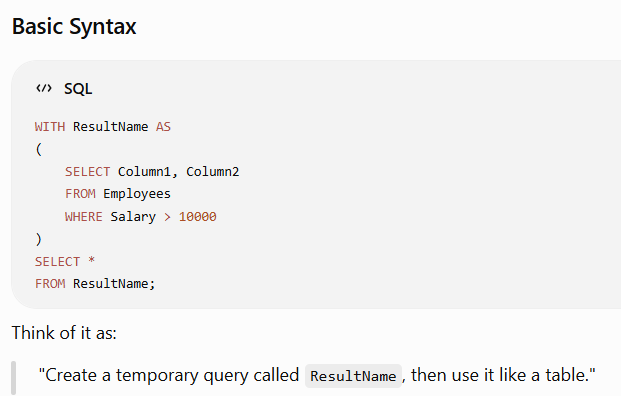 Basic Syntax
</> SQL
WITH ResultName AS
(
    SELECT Column1, Column2
    FROM Employees
    WHERE Salary > 10000
)
SELECT *
FROM ResultName;
Think of it as:
"Create a temporary query called ResultName, then use it like a table."